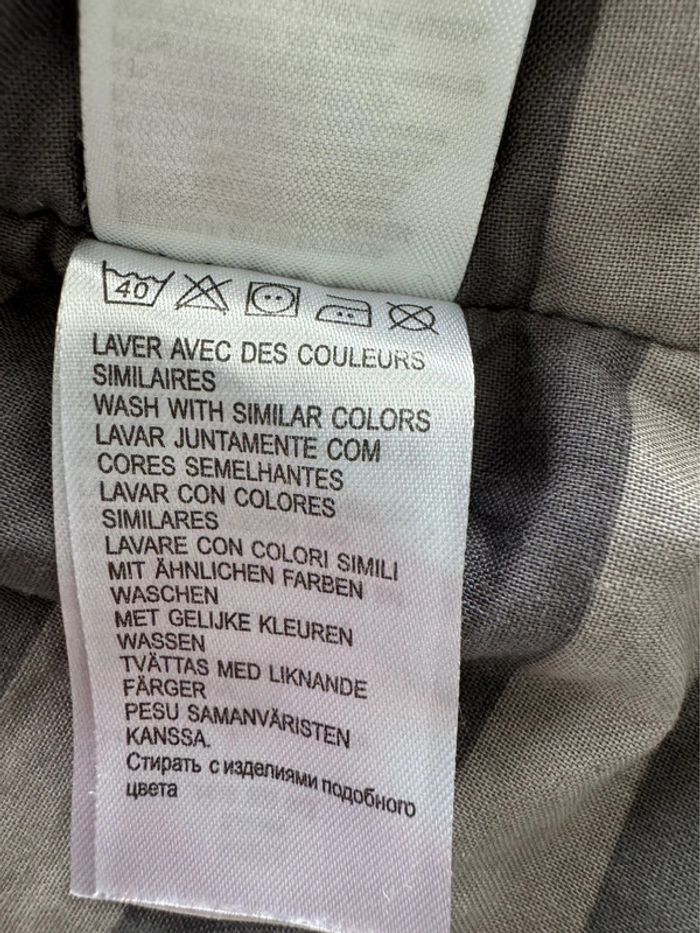 40
LAVER AVEC DES COULEURS
SIMILAIRES
WASH WITH SIMILAR COLORS
LAVAR JUNTAMENTE COM
CORES SEMELHANTES
LAVAR CON COLORES
SIMILARES
LAVARE CON COLORI SIMILI
MIT ÄHNLICHEN FARBEN
WASCHEN
MET GELIJKE KLEUREN
WASSEN
TVÄTTAS MED LIKNANDE
FÄRGER
PESU SAMANVÄRISTEN
KANSSA.
Стирать с изделиями подобного
цвета